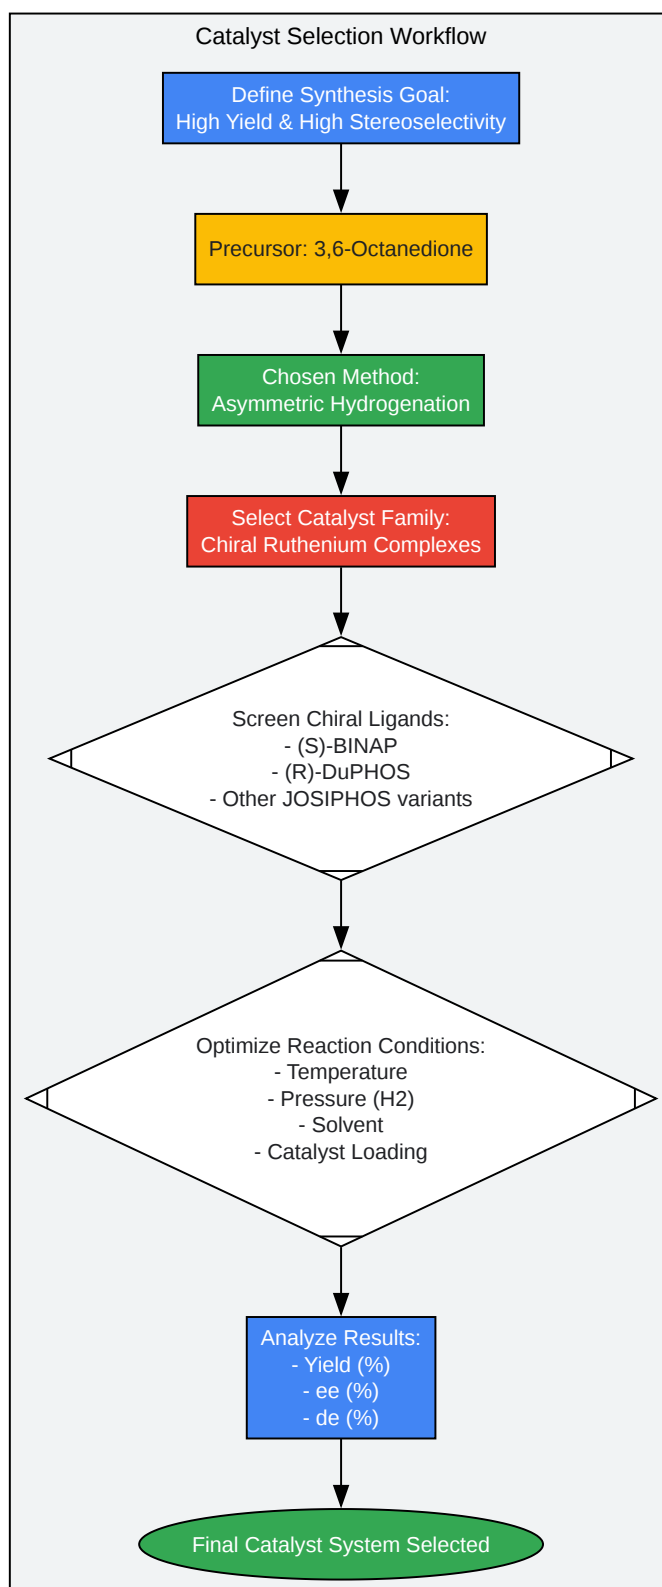 Catalyst Selection Workflow
Define Synthesis Goal:
High Yield & High Stereoselectivity
Precursor: 3,6-Octanedione
Chosen Method:
Asymmetric Hydrogenation
Select Catalyst Family:
Chiral Ruthenium Complexes
Screen Chiral Ligands:
- (S)-BINAP
- (R)-DuPHOS
- Other JOSIPHOS variants
Optimize Reaction Conditions:
- Temperature
- Pressure (H2)
- Solvent
- Catalyst Loading
Analyze Results:
- Yield (%)
- ee (%)
- de (%)
Final Catalyst System Selected